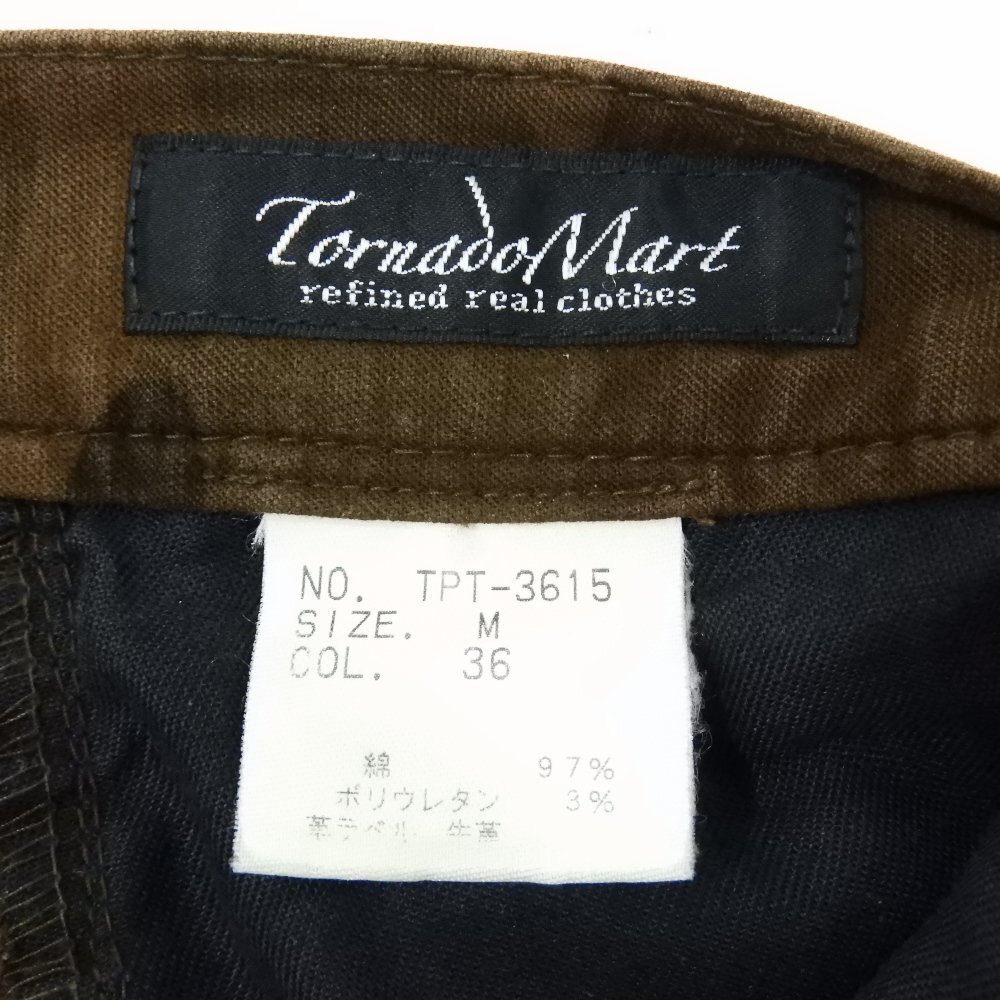 TornadoMart
refined real clothes
NO. TPT-3615
SIZE. M
COL. 36
綿 97%
ポリウレタン 3%
革ラベル 牛革